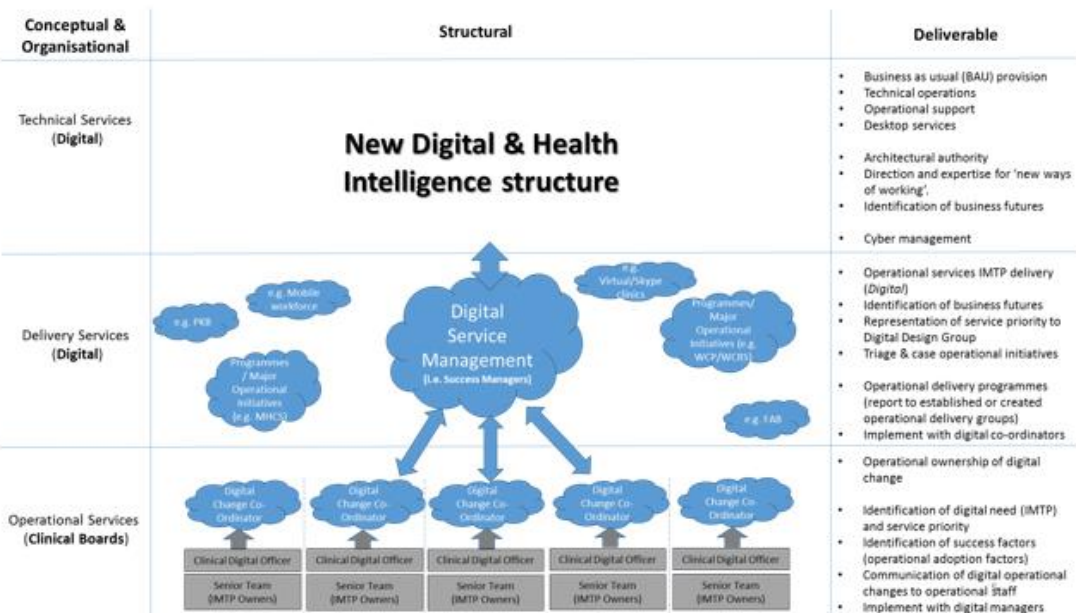 Conceptual &
Organisational
Structural
Deliverable
Technical Services
(Digital)
New Digital & Health
Intelligence structure
• Business as usual (BAU) provision
• Technical operations
• Operational support
• Desktop services
• Architectural authority
• Direction and expertise for 'new ways
of working'.
• Identification of business futures
• Cyber management
Delivery Services
(Digital)
e.g. PKB
e.g. Mobile
workforce
Programmes
/ Major
Operational
Initiatives
(e.g. MHCS)
Digital
Service
Management
(i.e. Success Managers)
e.g.
Virtual/Skype
clinics
Programmes/
Major
Operational
Initiatives (e.g.
WCP/WCRS)
e.g. FAB
• Operational services IMTP delivery
(Digital)
• Identification of business futures
• Representation of service priority to
Digital Design Group
• Triage & case operational initiatives
• Operational delivery programmes
(report to established or created
operational delivery groups)
• Implement with digital co-ordinators
Operational Services
(Clinical Boards)
Digital
Change Co-
Ordinator
Digital
Change Co-
Ordinator
Digital
Change Co-
Ordinator
Digital
Change Co-
Ordinator
Digital
Change Co-
Ordinator
Clinical Digital Officer
Clinical Digital Officer
Clinical Digital Officer
Clinical Digital Officer
Clinical Digital Officer
Senior Team
(IMTP Owners)
Senior Team
(IMTP Owners)
Senior Team
(IMTP Owners)
Senior Team
(IMTP Owners)
Senior Team
(IMTP Owners)
• Operational ownership of digital
change
• Identification of digital need (IMTP)
and service priority
• Identification of success factors
(operational adoption factors)
• Communication of digital operational
changes to operational staff
• Implement with digital managers